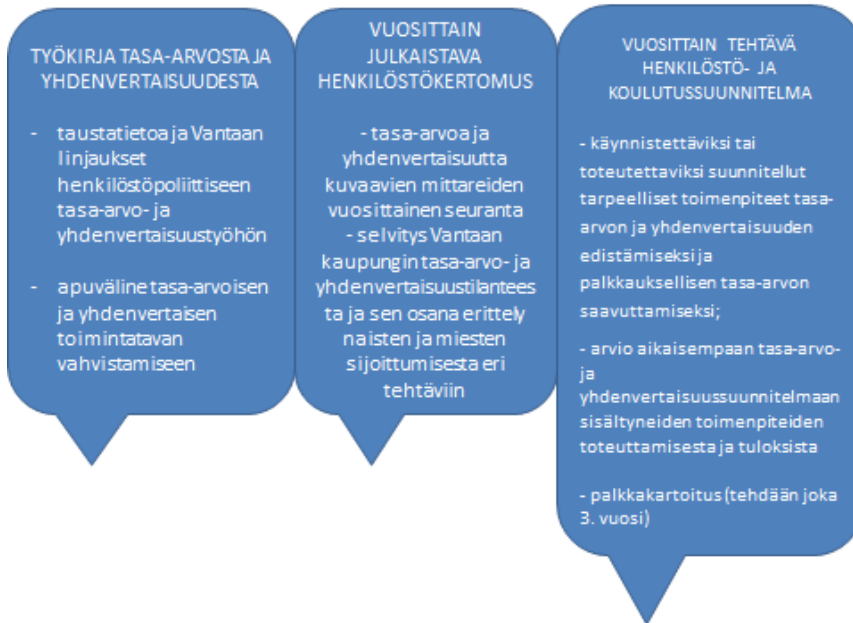 TYÖKIRJA TASA-ARVOSTA JA
YHDENVERTAISUUDESTA
- taustatietoa ja Vantaan
linjaukset
henkilöstöpoliittiseen
tasa-arvo- ja
yhdenvertaisuustyöhön
- apuväline tasa-arvoisen
ja yhdenvertaisen
toimintatavan
vahvistamiseen
VUOSITTAIN
JULKAISTAVA
HENKILÖSTÖKERTOMUS
- tasa-arvoa ja
yhdenvertaisuutta
kuvaavien mittareiden
vuosittainen seuranta
- selvitys Vantaan
kaupungin tasa-arvo- ja
yhdenvertaisuustilantees
ta ja sen osana erittely
naisten ja miesten
sijoittumisesta eri
tehtäviin
VUOSITTAIN TEHTÄVÄ
HENKILÖSTÖ- JA
KOULUTUSSUUNNITELMA
- käynnistettäviksi tai
toteutettaviksi suunnitellut
tarpeelliset toimenpiteet tasa-
arvon ja yhdenvertaisuuden
edistämiseksi ja
palkkauksellisen tasa-arvon
saavuttamiseksi;
- arvio aikaisempaan tasa-arvo-
ja
yhdenvertaisuussuunnitelmaan
sisältyneiden toimenpiteiden
toteuttamisesta ja tuloksista
- palkkakartoitus (tehdään joka
3. vuosi)